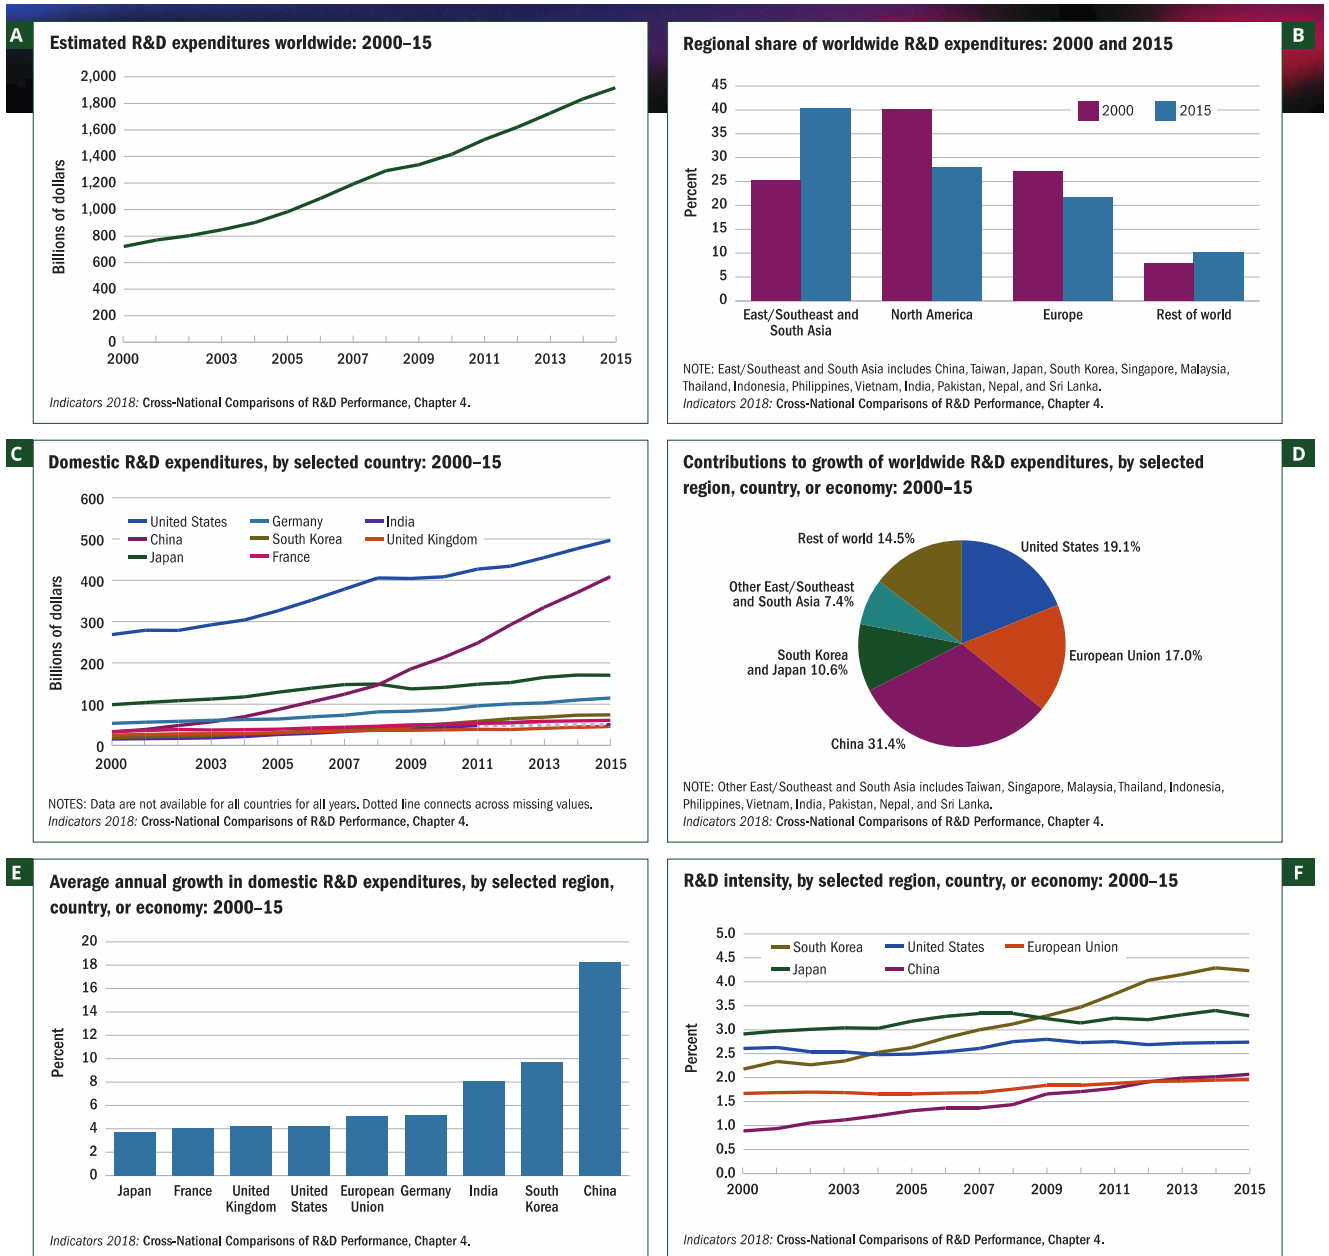 A
Estimated R&D expenditures worldwide: 2000–15
Billions of dollars
2,000
1,800
1,600
1,400
1,200
1,000
800
600
400
200
0
2000 2003 2005 2007 2009 2011 2013 2015
Indicators 2018: Cross-National Comparisons of R&D Performance, Chapter 4.
B
Regional share of worldwide R&D expenditures: 2000 and 2015
Percent
45
40
35
30
25
20
15
10
5
0
2000 2015
East/Southeast and
South Asia
North America
Europe
Rest of world
NOTE: East/Southeast and South Asia includes China, Taiwan, Japan, South Korea, Singapore, Malaysia,
Thailand, Indonesia, Philippines, Vietnam, India, Pakistan, Nepal, and Sri Lanka.
Indicators 2018: Cross-National Comparisons of R&D Performance, Chapter 4.
C
Domestic R&D expenditures, by selected country: 2000–15
Billions of dollars
600
500
400
300
200
100
0
United States Germany India
China South Korea United Kingdom
Japan France
2000 2003 2005 2007 2009 2011 2013 2015
NOTES: Data are not available for all countries for all years. Dotted line connects across missing values.
Indicators 2018: Cross-National Comparisons of R&D Performance, Chapter 4.
D
Contributions to growth of worldwide R&D expenditures, by selected
region, country, or economy: 2000–15
Rest of world 14.5%
United States 19.1%
Other East/Southeast
and South Asia 7.4%
South Korea
and Japan 10.6%
European Union 17.0%
China 31.4%
NOTE: Other East/Southeast and South Asia includes Taiwan, Singapore, Malaysia, Thailand, Indonesia,
Philippines, Vietnam, India, Pakistan, Nepal, and Sri Lanka.
Indicators 2018: Cross-National Comparisons of R&D Performance, Chapter 4.
E
Average annual growth in domestic R&D expenditures, by selected region,
country, or economy: 2000–15
Percent
20
18
16
14
12
10
8
6
4
2
0
Japan
France
United
Kingdom
United
States
European
Union
Germany
India
South
Korea
China
Indicators 2018: Cross-National Comparisons of R&D Performance, Chapter 4.
F
R&D intensity, by selected region, country, or economy: 2000–15
Percent
5.0
4.5
4.0
3.5
3.0
2.5
2.0
1.5
1.0
0.5
0.0
South Korea United States European Union
Japan China
2000 2003 2005 2007 2009 2011 2013 2015
Indicators 2018: Cross-National Comparisons of R&D Performance, Chapter 4.